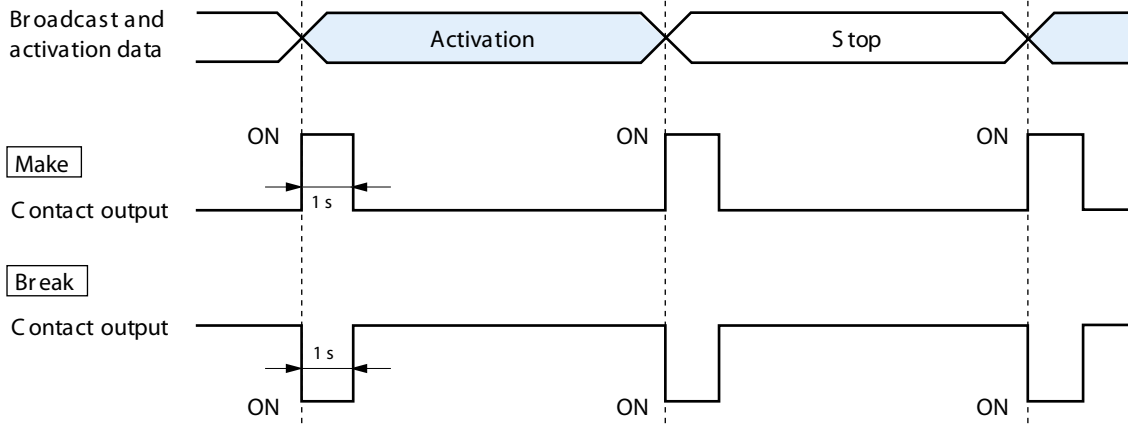 Broadcast and
activation data
Activation
Stop
ON
ON
ON
Make
1 s
Contact output
Break
Contact output
1 s
ON
ON
ON